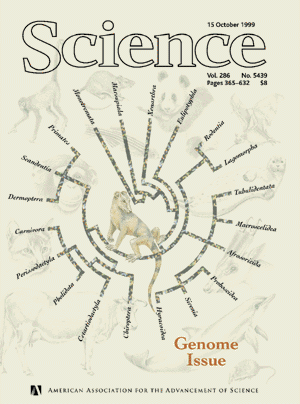 15 October 1999
Science
Vol. 286 No. 5439
Pages 365–632 $8
Monotremata
Marsupialia
Xenarthra
Eulipotyphla
Rodentia
Lagomorpha
Primates
Scandentia
Dermoptera
Carnivora
Perissodactyla
Pholidota
Cetartiodactyla
Chiroptera
Hyracoidea
Sirenia
Proboscidea
Afrosoricida
Macroscelidea
Tubulidentata
Genome
Issue
American Association for the Advancement of Science